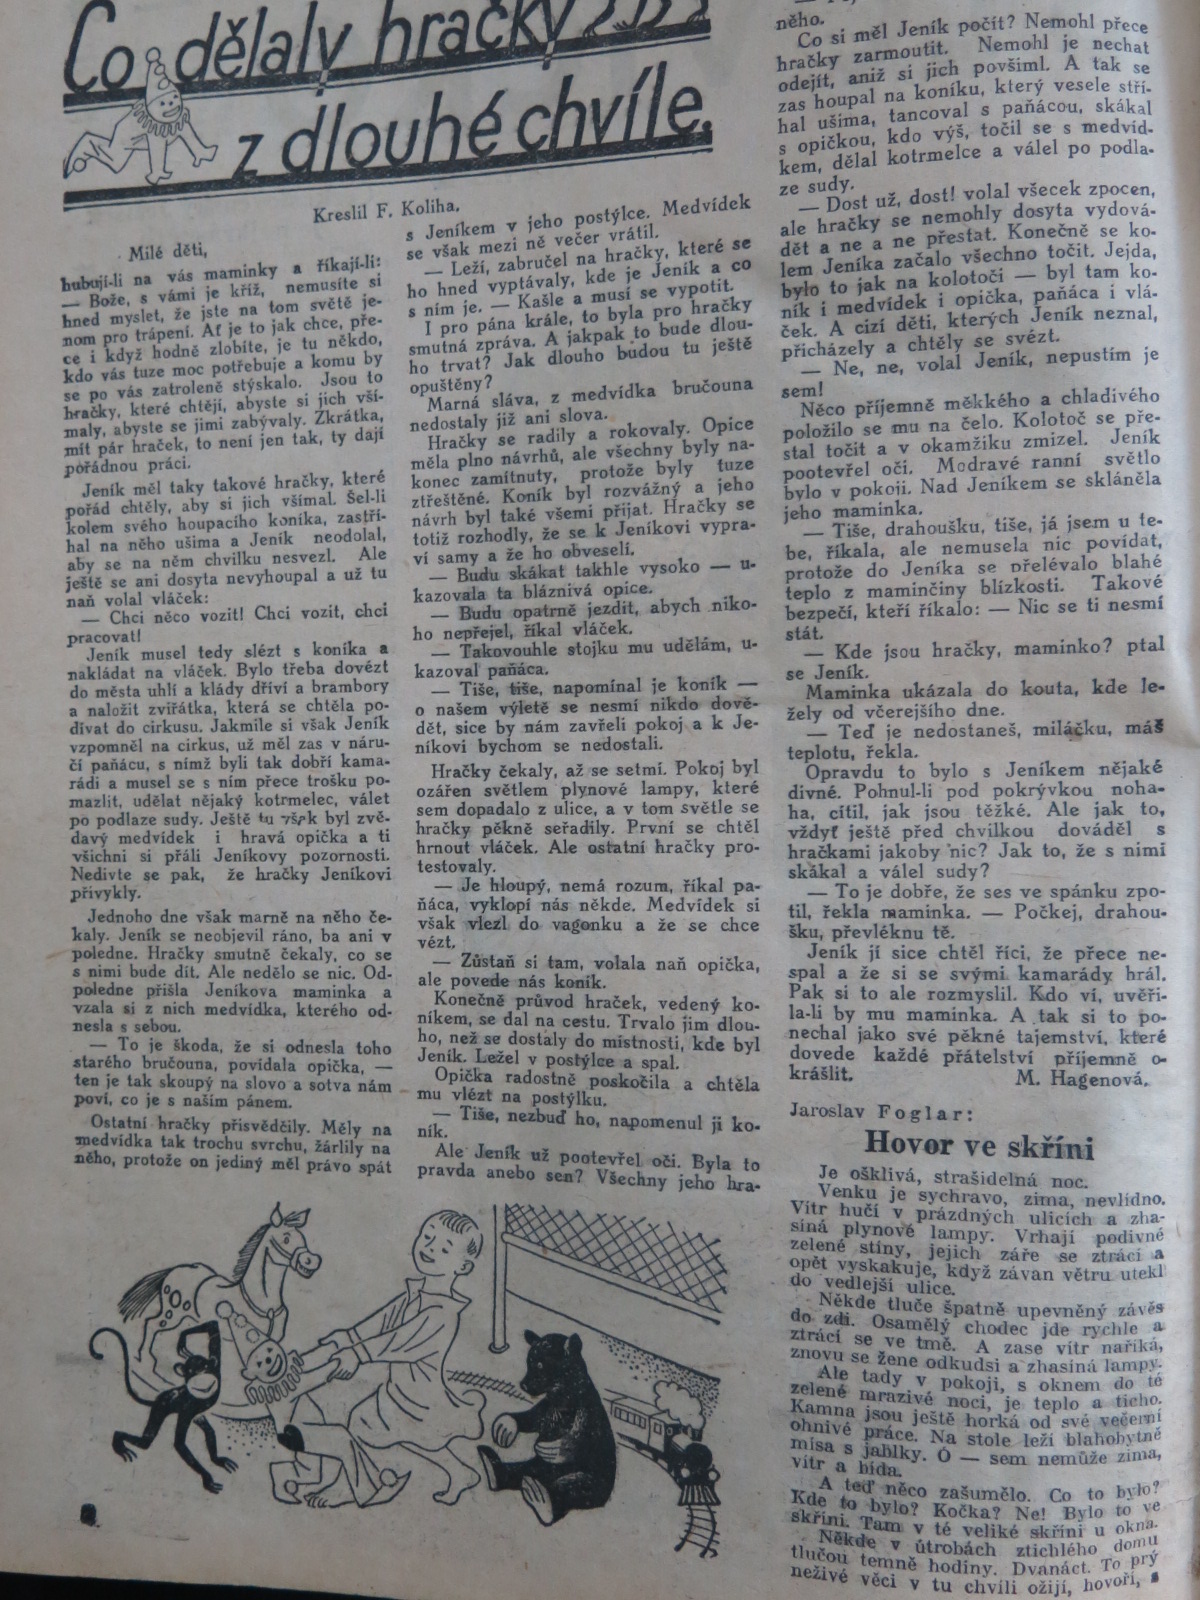 Co dělaly hračky
z dlouhé chvíle.
Kreslil F. Koliha.
Milé děti,
hubují-li na vás maminky a říkají-li:
— Bože, s vámi je kříž, nemusíte si
hned myslet, že jste na tom světě je-
nom pro trápení. Ať je to jak chce, pře-
ce i když hodně zlobíte, je tu někdo,
kdo vás tuze moc potřebuje a komu by
se po vás zatroleně stýskalo. Jsou to
hračky, které chtějí, abyste si jich vší-
maly, abyste se jimi zabývaly. Zkrátka,
mít pár hraček, to není jen tak, ty dají
pořádnou práci.
Jeník měl taky takové hračky, které
pořád chtěly, aby si jich všímal. Šel-li
kolem svého houpacího koníka, zastří-
hal na něho ušima a Jeník neodolal,
aby se na něm chvilku nesvezl. Ale
ještě se ani dosyta nevyhoupal a už tu
naň volal vláček:
— Chci něco vozit! Chci vozit, chci
pracovat!
Jeník musel tedy slézt s koníka a
nakládat na vláček. Bylo třeba dovézt
do města uhlí a klády dříví a brambory
a naložit zvířátka, která se chtěla po-
dívat do cirkusu. Jakmile si však Jeník
vzpomněl na cirkus, už měl zas v náru-
čí paňácu, s nímž byli tak dobří kama-
rádi a musel se s ním přece trošku po-
mazlit, udělat nějaký kotrmelec, válet
po podlaze sudy. Ještě tu však byl zvě-
davý medvídek i hravá opička a ti
všichni si přáli Jeníkovy pozornosti.
Nedivte se pak, že hračky Jeníkovi
přivykly.
Jednoho dne však marně na něho če-
kaly. Jeník se neobjevil ráno, ba ani v
poledne. Hračky smutně čekaly, co se
s nimi bude dít. Ale nedělo se nic. Od-
poledne přišla Jeníkova maminka a
vzala si z nich medvídka, kterého od-
nesla s sebou.
— To je škoda, že si odnesla toho
starého bručouna, povídala opička, —
ten je tak skoupý na slovo a sotva nám
poví, co je s naším pánem.
Ostatní hračky přisvědčily. Měly na
medvídka tak trochu svrchu, žárlily na
něho, protože on jediný měl právo spát
s Jeníkem v jeho postýlce. Medvídek
se však mezi ně večer vrátil.
— Leží, zabručel na hračky, které se
ho hned vyptávaly, kde je Jeník a co
s ním je. — Kašle a musí se vypotit.
I pro pána krále, to byla pro hračky
smutná zpráva. A jakpak to bude dlou-
ho trvat? Jak dlouho budou tu ještě
opuštěny?
Marná sláva, z medvídka bručouna
nedostaly již ani slova.
Hračky se radily a rokovaly. Opice
měla plno návrhů, ale všechny byly na-
konec zamítnuty, protože byly tuze
ztřeštěné. Koník byl rozvážný a jeho
návrh byl také všemi přijat. Hračky se
totiž rozhodly, že se k Jeníkovi vypra-
ví samy a že ho obveselí.
— Budu skákat takhle vysoko — u-
kazovala ta bláznivá opice.
— Budu opatrně jezdit, abych niko-
ho nepřejel, říkal vláček.
— Takovouhle stojku mu udělám, u-
kazoval paňáca.
— Tiše, tiše, napomínal je koník —
o našem výletě se nesmí nikdo dově-
dět, sice by nám zavřeli pokoj a k Je-
níkovi bychom se nedostali.
Hračky čekaly, až se setmí. Pokoj byl
ozářen světlem plynové lampy, které
sem dopadalo z ulice, a v tom světle se
hračky pěkně seřadily. První se chtěl
hrnout vláček. Ale ostatní hračky pro-
testovaly.
— Je hloupý, nemá rozum, říkal pa-
ňáca, vyklopí nás někde. Medvídek si
však vlezl do vagonku a že se chce
vézt.
— Zůstaň si tam, volala naň opička,
ale povede nás koník.
Konečně průvod hraček, vedený ko-
níkem, se dal na cestu. Trvalo jim dlou-
ho, než se dostaly do místnosti, kde byl
Jeník. Ležel v postýlce a spal.
Opička radostně poskočila a chtěla
mu vlézt na postýlku.
— Tiše, nezbuď ho, napomenul ji ko-
ník.
Ale Jeník už pootevřel oči. Byla to
pravda anebo sen? Všechny jeho hra-
něho.
Co si měl Jeník počít? Nemohl přece
hračky zarmoutit. Nemohl je nechat
odejít, aniž si jich povšiml. A tak se
zas houpal na koníku, který vesele stří-
hal ušima, tancoval s paňácou, skákal
s opičkou, kdo výš, točil se s medvíd-
kem, dělal kotrmelce a válel po podla-
ze sudy.
— Dost už, dost! volal všecek zpocen,
ale hračky se nemohly dosyta vydová-
dět a ne a ne přestat. Konečně se ko-
lem Jeníka začalo všechno točit. Jejda,
bylo to jak na kolotoči — byl tam ko-
ník i medvídek i opička, paňáca i vlá-
ček. A cizí děti, kterých Jeník neznal,
přicházely a chtěly se svézt.
— Ne, ne, volal Jeník, nepustím je
sem!
Něco příjemně měkkého a chladivého
položilo se mu na čelo. Kolotoč se pře-
stal točit a v okamžiku zmizel. Jeník
pootevřel oči. Modravé ranní světlo
bylo v pokoji. Nad Jeníkem se skláněla
jeho maminka.
— Tiše, drahoušku, tiše, já jsem u te-
be, říkala, ale nemusela nic povídat,
protože do Jeníka se přelévalo blahé
teplo z maminčiny blízkosti. Takové
bezpečí, kteří říkalo: — Nic se ti nesmí
stát.
— Kde jsou hračky, maminko? ptal
se Jeník.
Maminka ukázala do kouta, kde le-
žely od včerejšího dne.
— Teď je nedostaneš, miláčku, máš
teplotu, řekla.
Opravdu to bylo s Jeníkem nějaké
divné. Pohnul-li pod pokrývkou noha-
ha, cítil, jak jsou těžké. Ale jak to,
vždyť ještě před chvilkou dováděl s
hračkami jakoby nic? Jak to, že s nimi
skákal a válel sudy?
— To je dobře, že ses ve spánku zpo-
til, řekla maminka. — Počkej, drahou-
šku, převléknu tě.
Jeník jí sice chtěl říci, že přece ne-
spal a že si se svými kamarády hrál.
Pak si to ale rozmyslil. Kdo ví, uvěři-
la-li by mu maminka. A tak si to po-
nechal jako své pěkné tajemství, které
dovede každé přátelství příjemně o-
krášlit. M. Hagenová.
Jaroslav Foglar:
Hovor ve skříni
Je ošklivá, strašidelná noc.
Venku je sychravo, zima, nevlídno.
Vítr hučí v prázdných ulicích a zha-
síná plynové lampy. Vrhají podivné
zelené stíny, jejich záře se ztrácí a
opět vyskakuje, když závan větru utekl
do vedlejší ulice.
Někde tluče špatně upevněný závěs
do zdi. Osamělý chodec jde rychle a
ztrácí se ve tmě. A zase vítr naříká,
znovu se žene odkudsi a zhasíná lampy.
Ale tady v pokoji, s oknem do té
zelené mrazivé noci, je teplo a ticho.
Kamna jsou ještě horká od své večerní
ohnivé práce. Na stole leží blahobytně
mísa s jablky. Ó — sem nemůže zima,
vítr a bída.
A teď něco zašumělo. Co to bylo?
Kde to bylo? Kočka? Ne! Bylo to ve
skříni. Tam v té veliké skříni u okna.
Někde v útrobách ztichlého domu
tlučou temně hodiny. Dvanáct. To prý
neživé věci v tu chvíli ožijí, hovoří, a